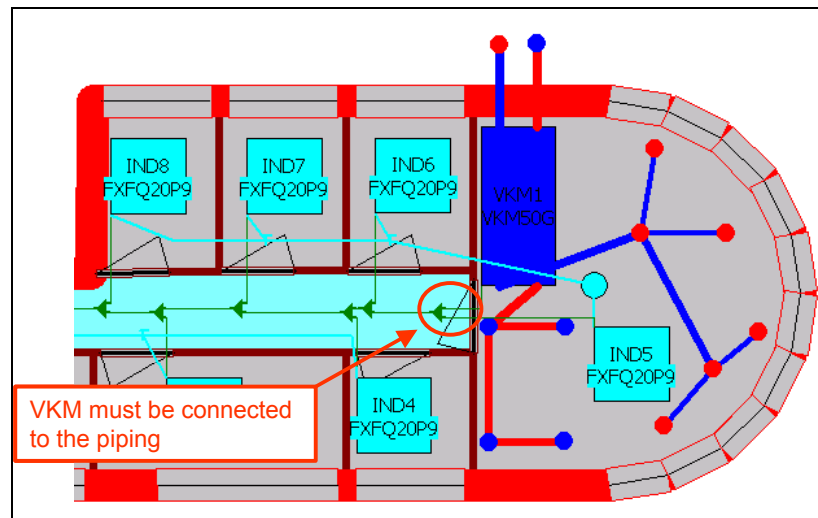 IND8
FXFQ20P9
IND7
FXFQ20P9
IND6
FXFQ20P9
VKM1
VKM50G
IND5
FXFQ20P9
VKM must be connected
to the piping
IND4
FXFQ20P9